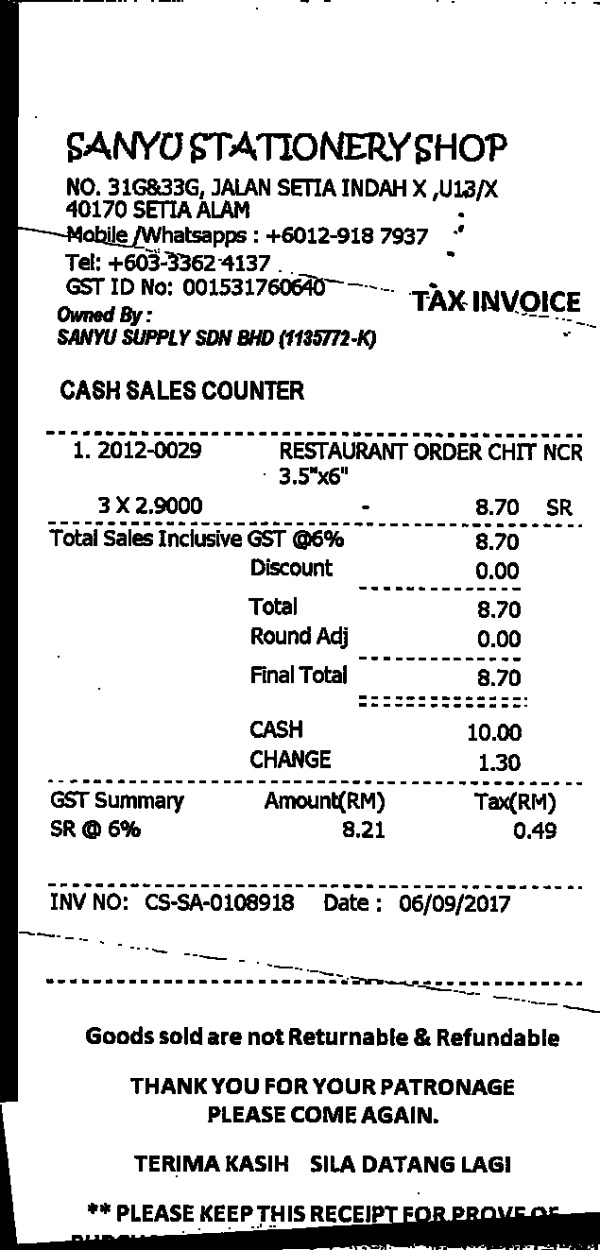 SANYU STATIONERY SHOP
NO. 31G&33G, JALAN SETIA INDAH X ,U13/X
40170 SETIA ALAM
Mobile /Whatsapps : +6012-918 7937
Tel: +603-3362 4137
GST ID No: 001531760640
TAX INVOICE
Owned By :
SANYU SUPPLY SDN BHD (1135772-K)
CASH SALES COUNTER
1. 2012-0029 RESTAURANT ORDER CHIT NCR
3.5"x6"
3 X 2.9000 - 8.70 SR
Total Sales Inclusive GST @6% 8.70
Discount 0.00
Total 8.70
Round Adj 0.00
Final Total 8.70
CASH 10.00
CHANGE 1.30
GST Summary Amount(RM) Tax(RM)
SR @ 6% 8.21 0.49
INV NO: CS-SA-0108918 Date : 06/09/2017
Goods sold are not Returnable & Refundable
THANK YOU FOR YOUR PATRONAGE
PLEASE COME AGAIN.
TERIMA KASIH SILA DATANG LAGI
** PLEASE KEEP THIS RECEIPT FOR PROVE OF